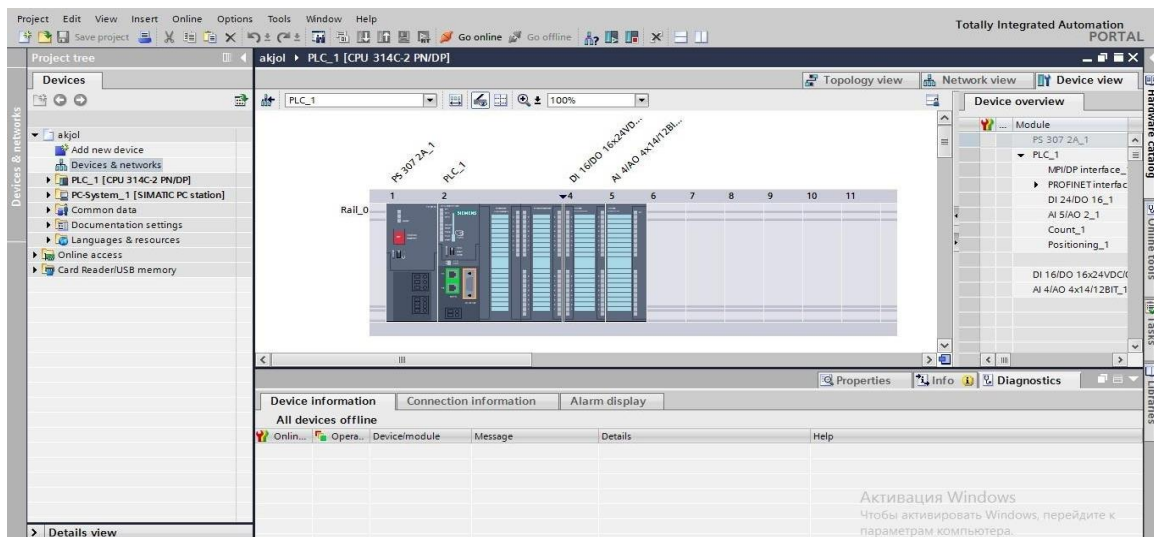 Project Edit View Insert Online Options Tools Window Help
Totally Integrated Automation
PORTAL
Save project Go online Go offline
Project tree
akjol PLC_1 [CPU 314C-2 PN/DP]
Devices
Topology view Network view Device view
PLC_1 100%
Device overview
Devices & networks
akjol
Add new device
Devices & networks
PLC_1 [CPU 314C-2 PN/DP]
PC-System_1 [SIMATIC PC station]
Common data
Documentation settings
Languages & resources
Online access
Card Reader/USB memory
PS 307 2A_1
PLC_1
DI 16/DO 16x24VD...
AI 4/AO 4x14/12BI...
1 2 4 5 6 7 8 9 10 11
Rail_0
SIEMENS
... Module
PS 307 2A_1
PLC_1
MPI/DP interface_
PROFINET interfac
DI 24/DO 16_1
AI 5/AO 2_1
Count_1
Positioning_1
DI 16/DO 16x24VDC/
AI 4/AO 4x14/12BIT_1
Hardware catalog
Online tools
Tasks
Libraries
Properties Info Diagnostics
Device information Connection information Alarm display
All devices offline
Onlin... Opera.. Device/module Message Details Help
Активация Windows
Чтобы активировать Windows, перейдите к
параметрам компьютера.
Details view